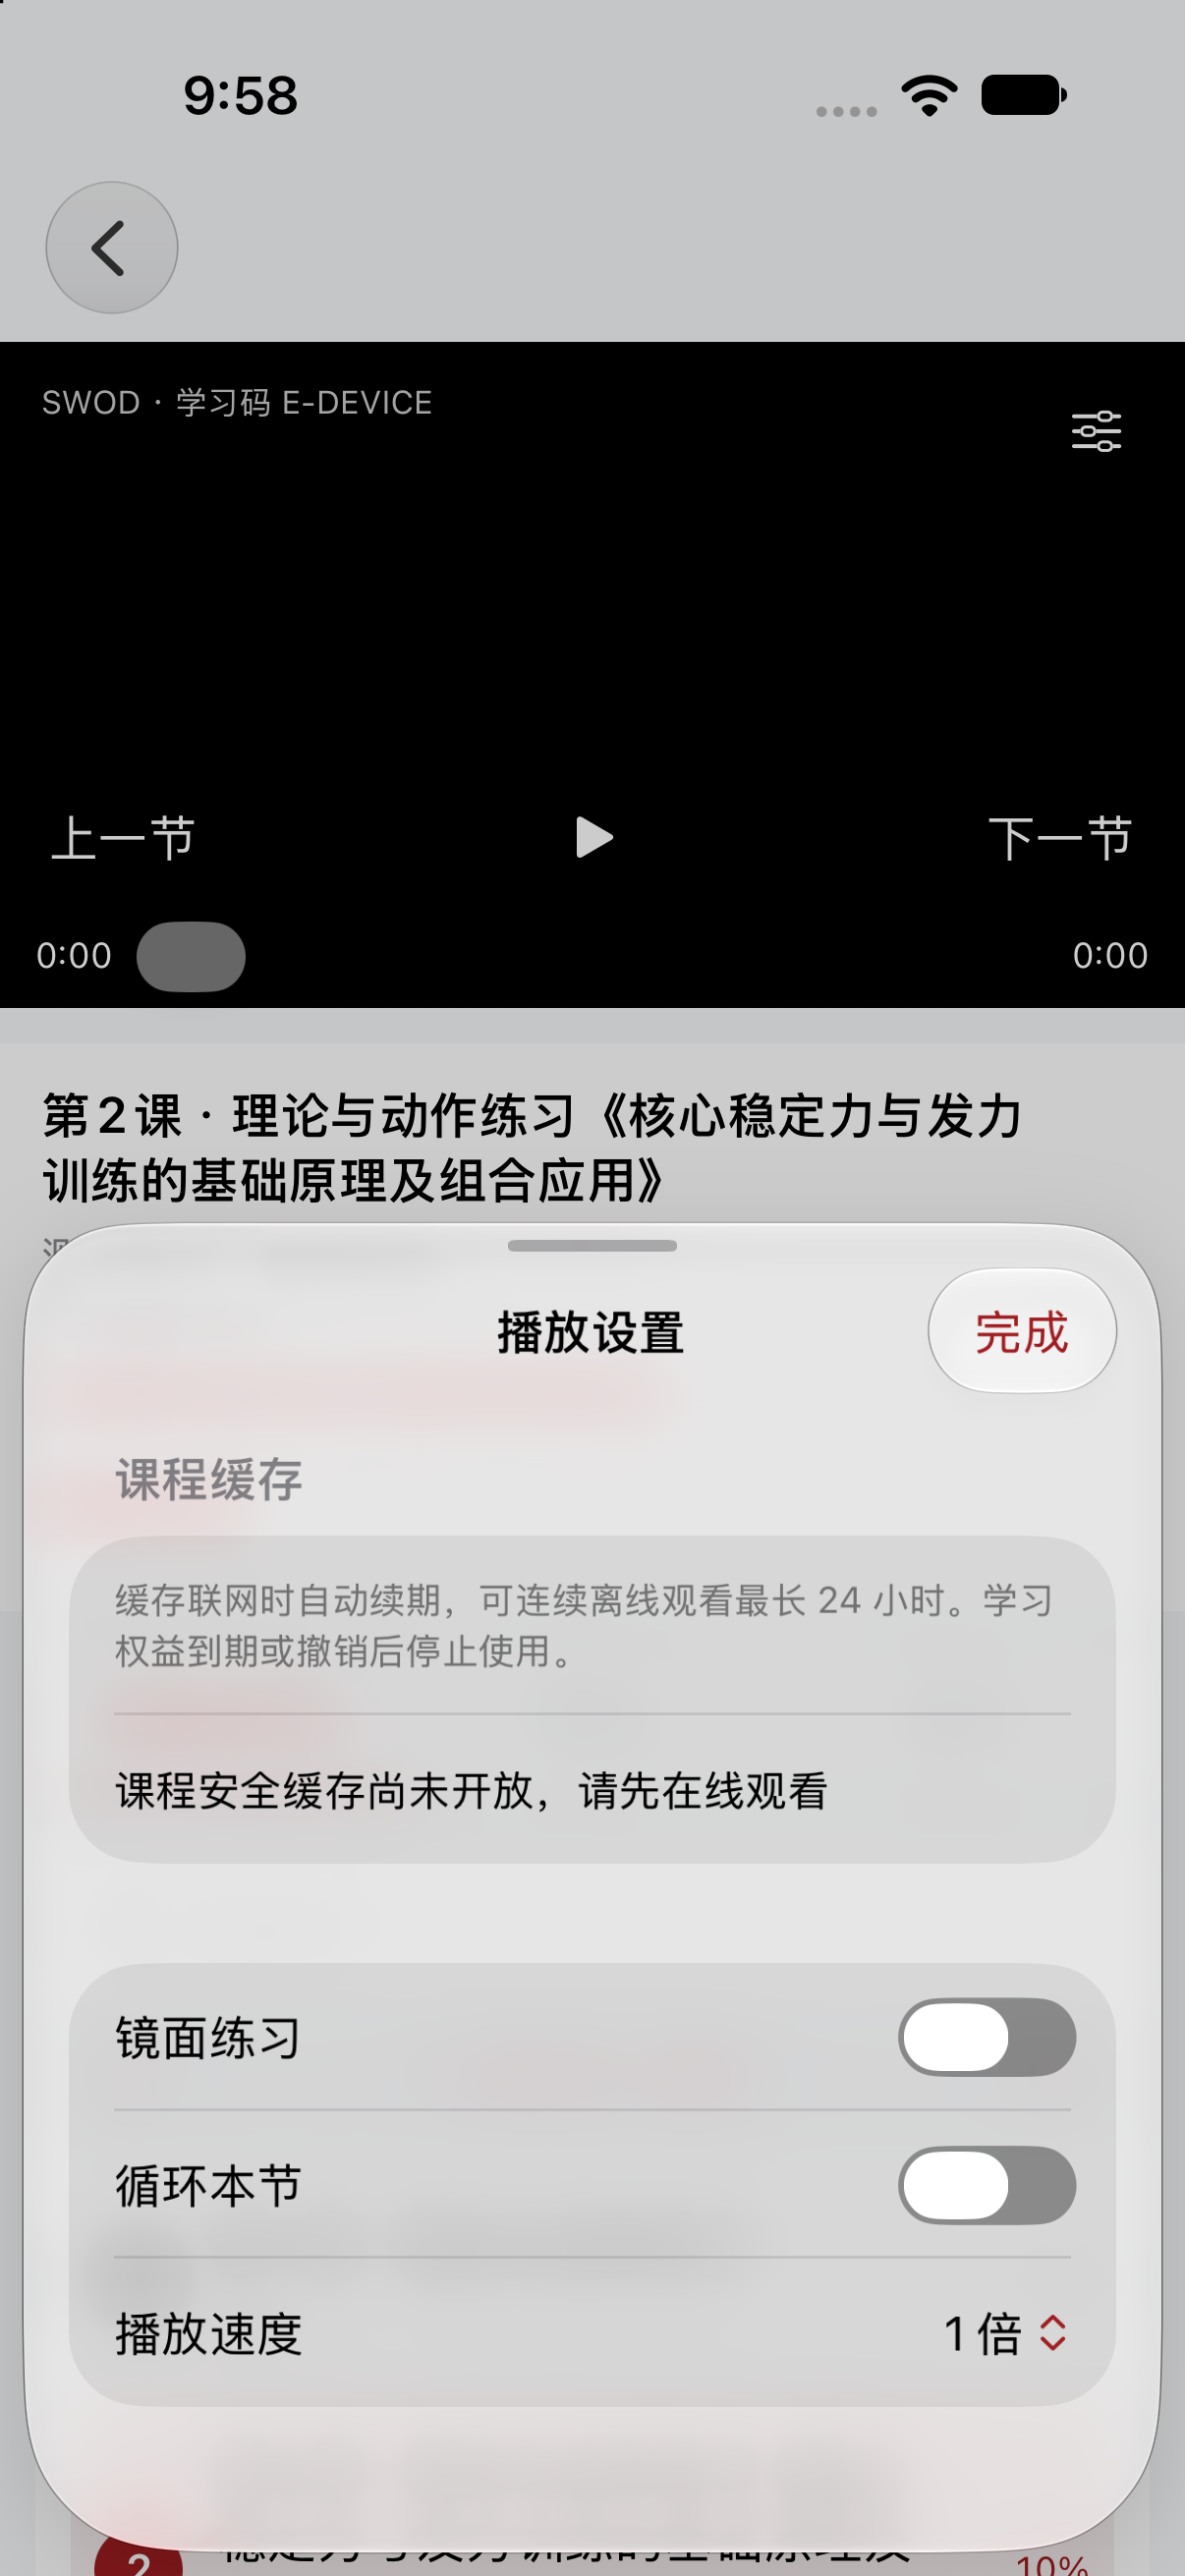 9:58
SWOD · 学习码 E-DEVICE
上一节
下一节
0:00
0:00
第2课 · 理论与动作练习《核心稳定力与发力
训练的基础原理及组合应用》
播放设置
完成
课程缓存
缓存联网时自动续期，可连续离线观看最长 24 小时。学习
权益到期或撤销后停止使用。
课程安全缓存尚未开放，请先在线观看
镜面练习
循环本节
播放速度
1 倍
2
10%